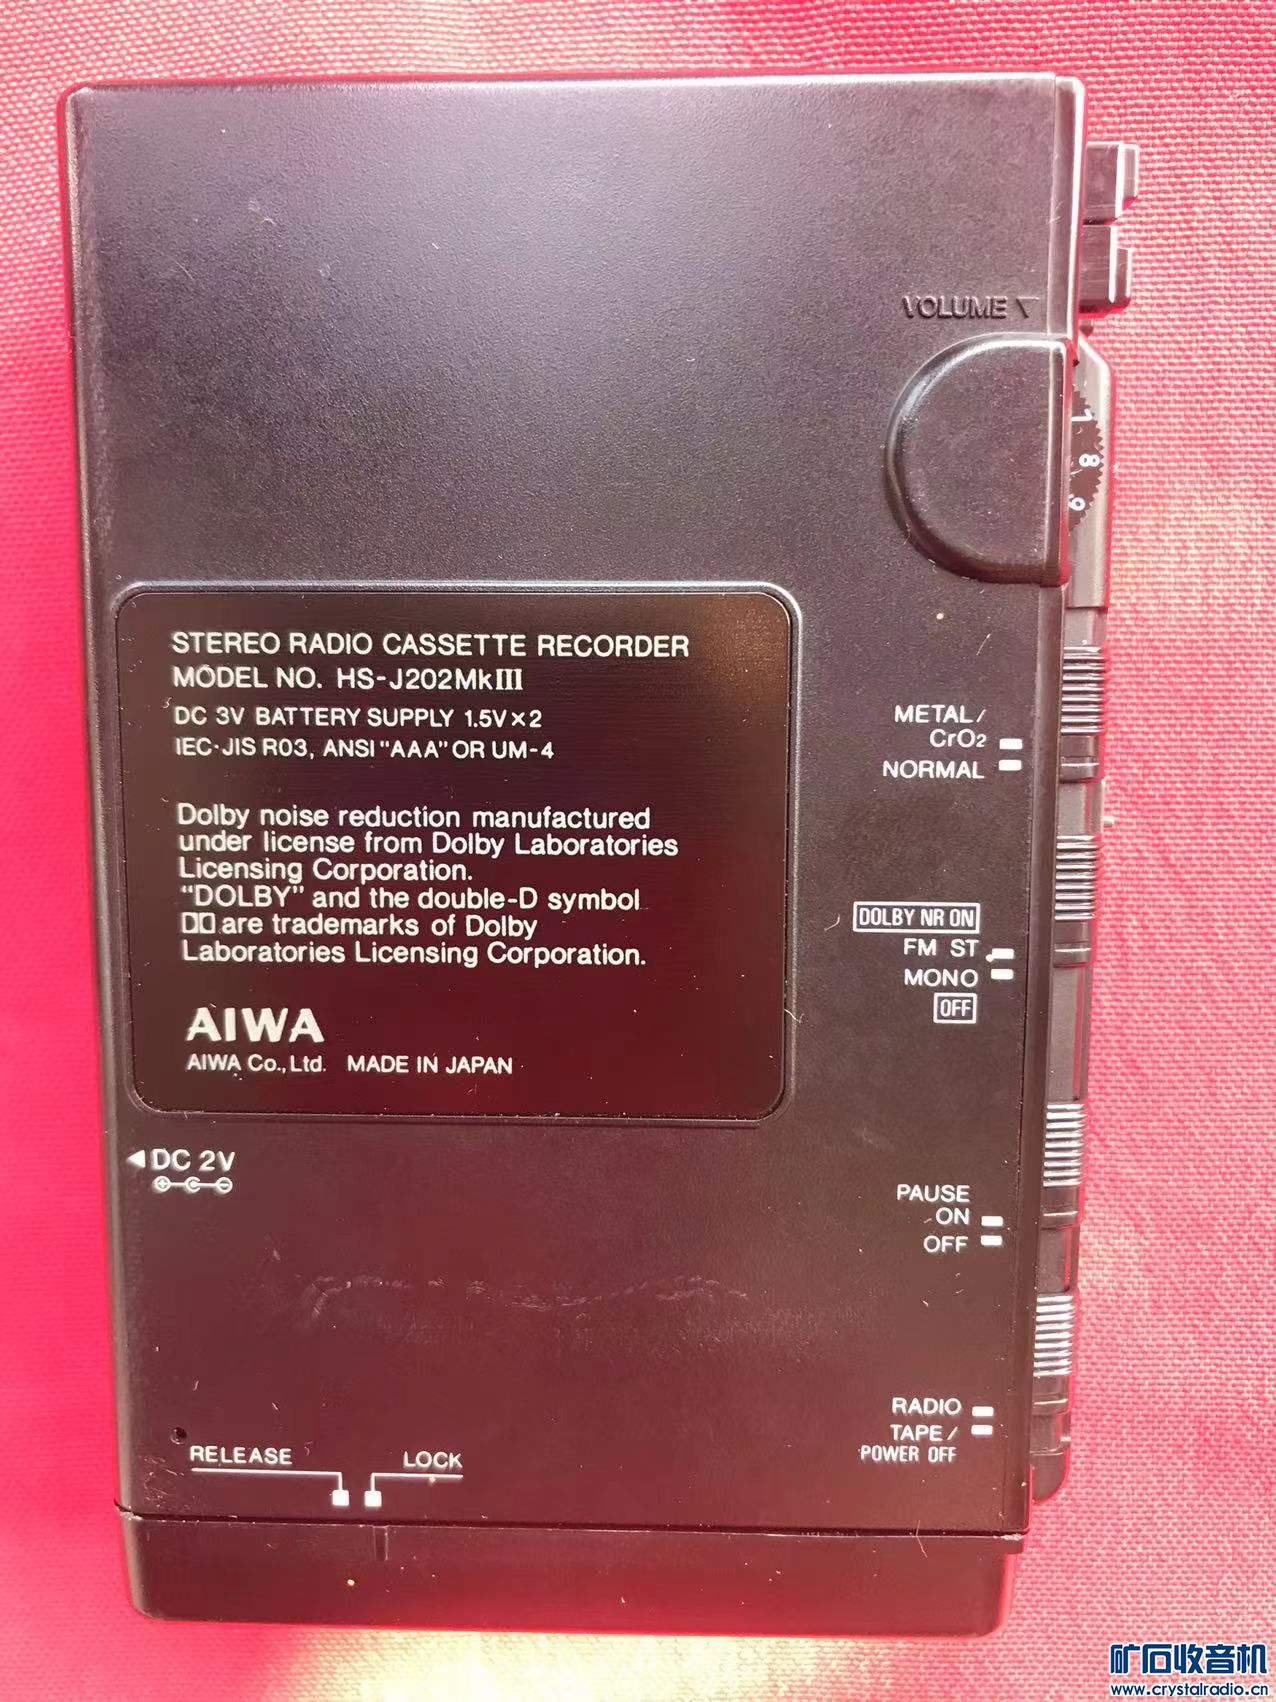 VOLUME
1
8
9
STEREO RADIO CASSETTE RECORDER
MODEL NO. HS-J202MkIII
DC 3V BATTERY SUPPLY 1.5V×2
IEC·JIS R03, ANSI "AAA" OR UM-4
Dolby noise reduction manufactured
under license from Dolby Laboratories
Licensing Corporation.
"DOLBY" and the double-D symbol
are trademarks of Dolby
Laboratories Licensing Corporation.
AIWA
AIWA Co., Ltd. MADE IN JAPAN
METAL/
CrO2
NORMAL
DOLBY NR ON
FM ST
MONO
OFF
DC 2V
PAUSE
ON
OFF
RADIO
TAPE/
POWER OFF
RELEASE LOCK
矿石收音机
www.crystalradio.cn